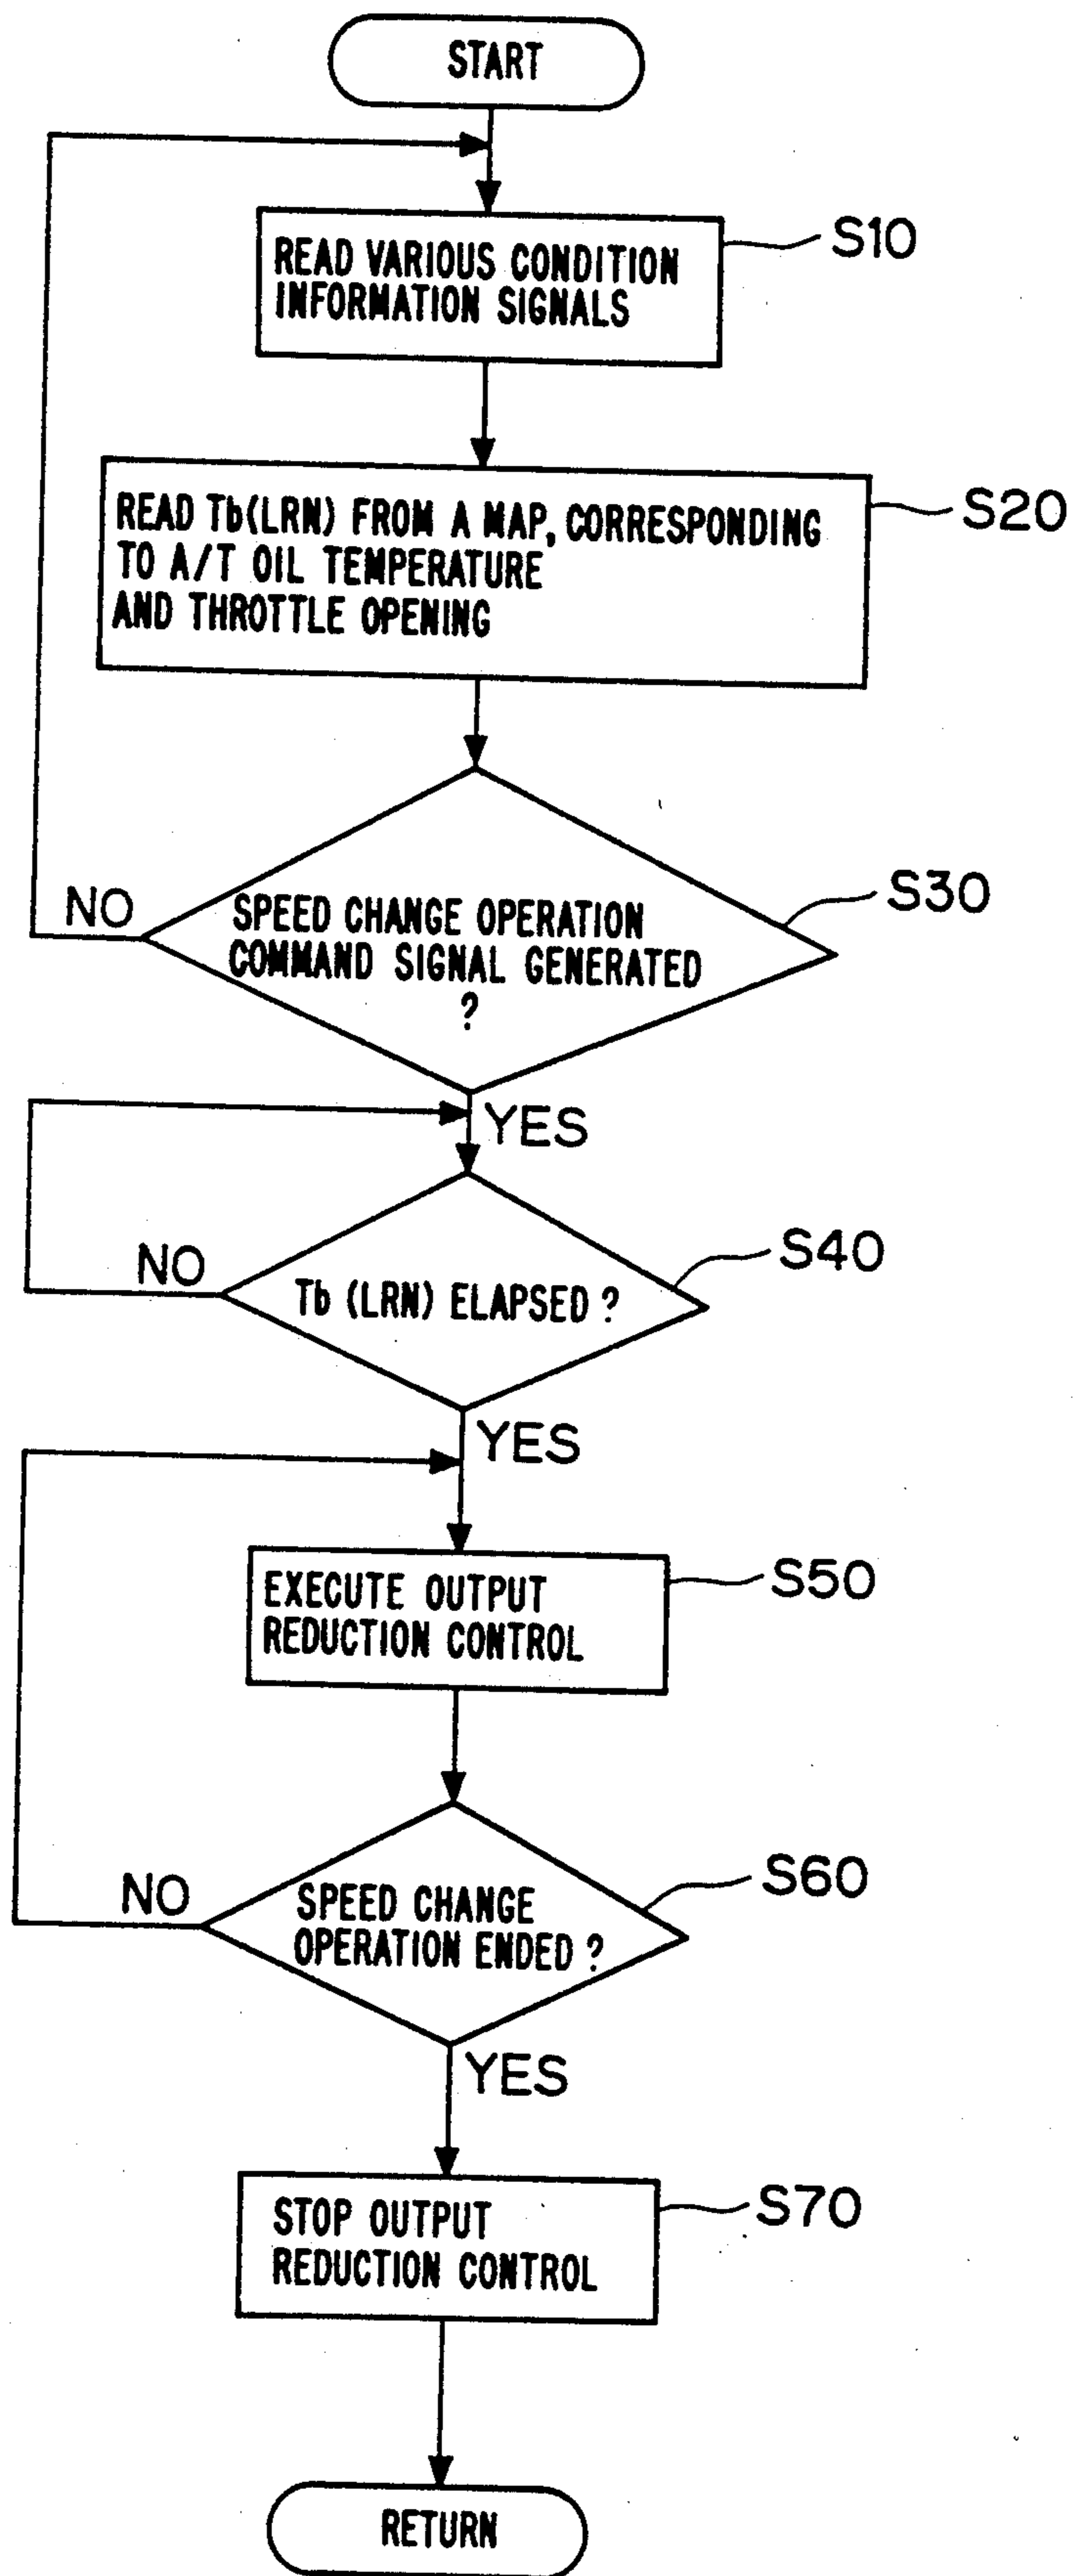 START
READ VARIOUS CONDITION
INFORMATION SIGNALS
S10
READ Tb(LRN) FROM A MAP, CORRESPONDING
TO A/T OIL TEMPERATURE
AND THROTTLE OPENING
S20
SPEED CHANGE OPERATION
COMMAND SIGNAL GENERATED
?
S30
NO
YES
Tb (LRN) ELAPSED ?
S40
NO
YES
EXECUTE OUTPUT
REDUCTION CONTROL
S50
SPEED CHANGE
OPERATION ENDED ?
S60
NO
YES
STOP OUTPUT
REDUCTION CONTROL
S70
RETURN